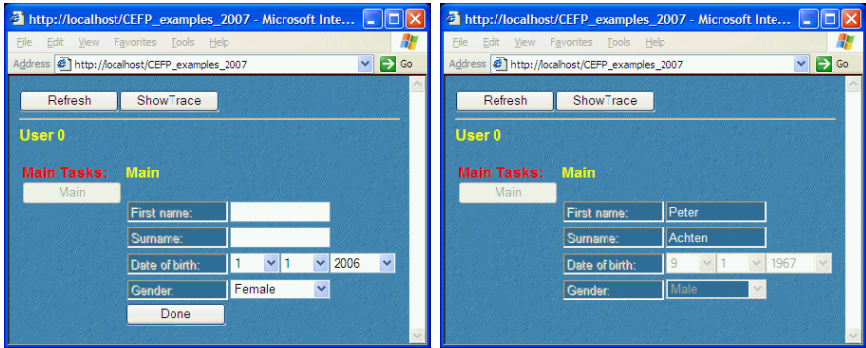 http://localhost/CEFP_examples_2007 - Microsoft Inte...
File Edit View Favorites Tools Help
Address http://localhost/CEFP_examples_2007 Go
Refresh ShowTrace
User 0
Main Tasks: Main
Main
First name:
Surname:
Date of birth: 1 1 2006
Gender: Female
Done
http://localhost/CEFP_examples_2007 - Microsoft Inte...
File Edit View Favorites Tools Help
Address http://localhost/CEFP_examples_2007 Go
Refresh ShowTrace
User 0
Main Tasks: Main
Main
First name: Peter
Surname: Achten
Date of birth: 9 1 1967
Gender: Male